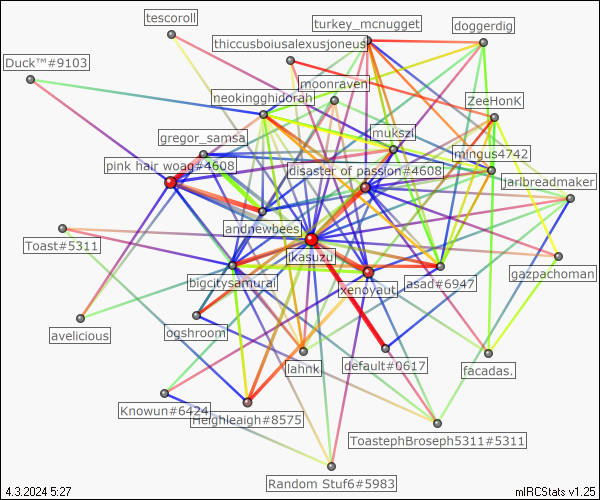 tescoroll
turkey_mcnugget
doggerdig
thiccusboiusalexusjoneus
Duck™#9103
moonraven
neokingghidorah
ZeeHonK
mukszi
gregor_samsa
mingus4742
pink hair woag#4608
disaster of passion#4608
jarlbreadmaker
andnewbees
Toast#5311
ikasuzu
gazpachoman
bigcitysamurai
xenoyaut
asad#6947
avelicious
ogshroom
lahnk
default#0617
facadas.
Knowun#6424
Heighleaigh#8575
ToastephBroseph5311#5311
Random Stuf6#5983
4.3.2024 5:27
mIRCStats v1.25